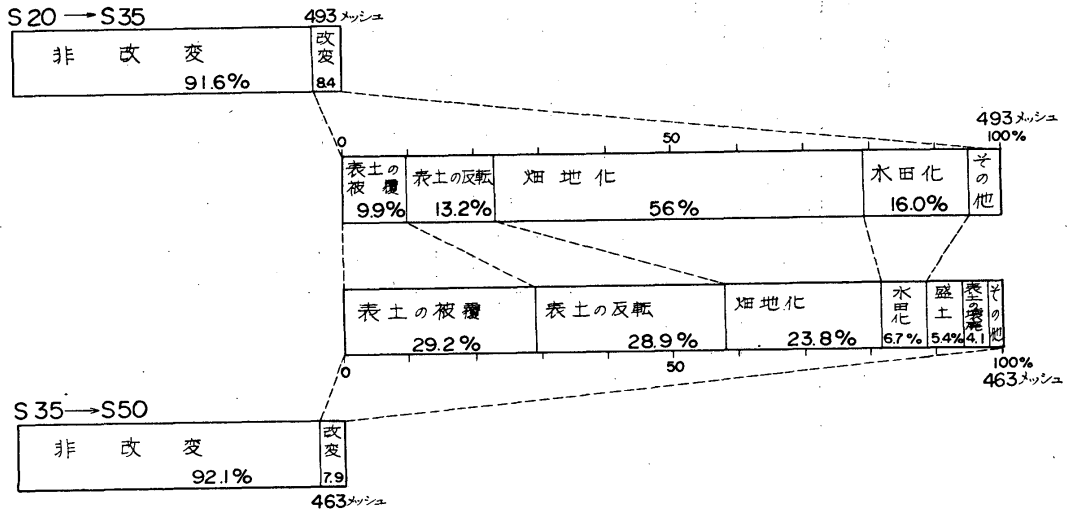 S20→S35
493メッシュ
非改変
91.6%
改変
8.4
493メッシュ
0
50
100%
表土の被覆
9.9%
表土の反転
13.2%
畑地化
56%
水田化
16.0%
その他
表土の被覆
29.2%
表土の反転
28.9%
畑地化
23.8%
水田化
6.7%
盛土
5.4%
4.1
その他
0
50
100%
463メッシュ
S35→S50
非改変
92.1%
改変
7.9
463メッシュ